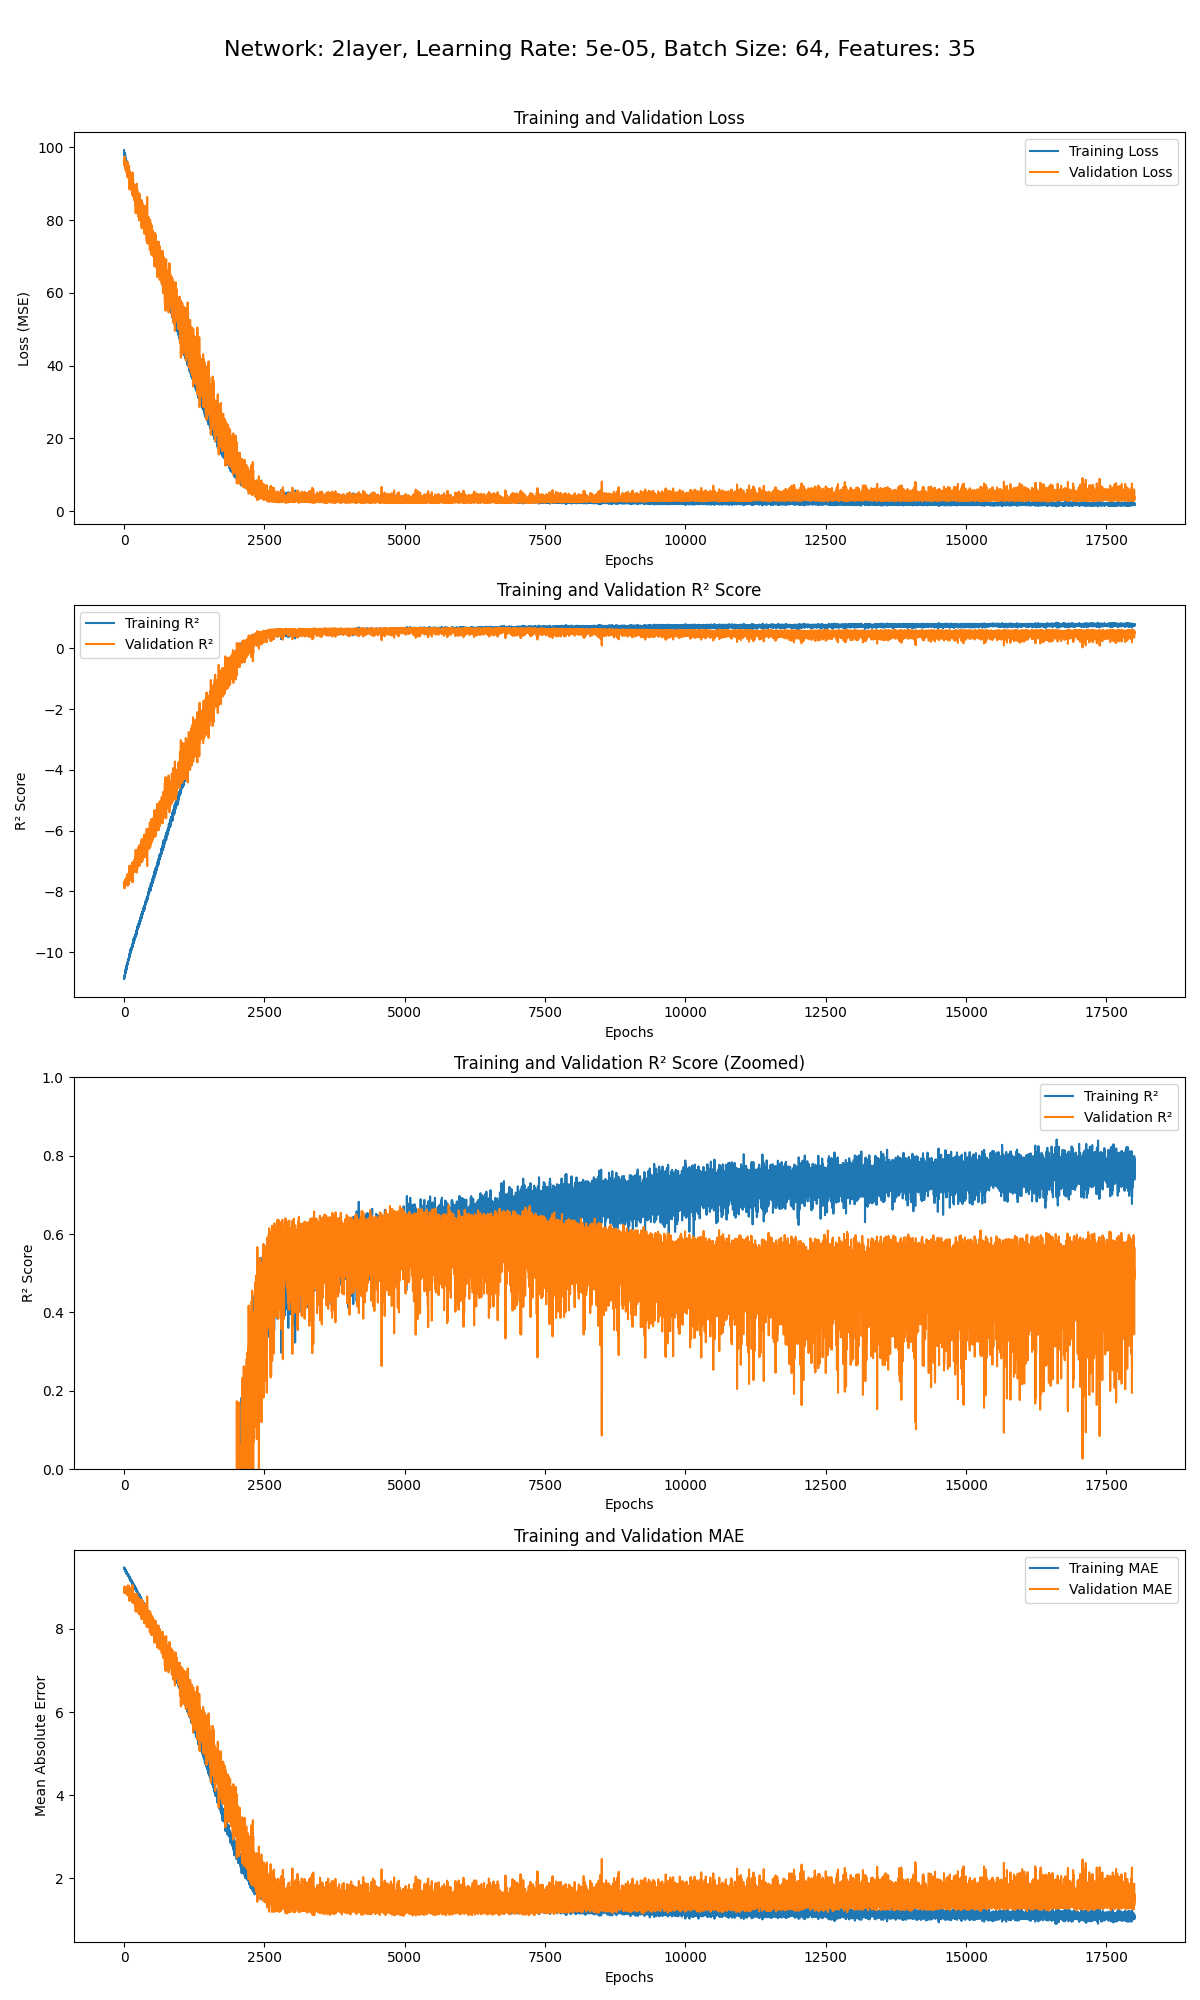 Network: 2layer, Learning Rate: 5e-05, Batch Size: 64, Features: 35
Training and Validation Loss
100
80
60
40
20
0
Loss (MSE)
Training Loss
Validation Loss
0 2500 5000 7500 10000 12500 15000 17500
Epochs
Training and Validation R² Score
0
−2
−4
−6
−8
−10
R² Score
Training R²
Validation R²
0 2500 5000 7500 10000 12500 15000 17500
Epochs
Training and Validation R² Score (Zoomed)
1.0
0.8
0.6
0.4
0.2
0.0
R² Score
Training R²
Validation R²
0 2500 5000 7500 10000 12500 15000 17500
Epochs
Training and Validation MAE
8
6
4
2
Mean Absolute Error
Training MAE
Validation MAE
0 2500 5000 7500 10000 12500 15000 17500
Epochs